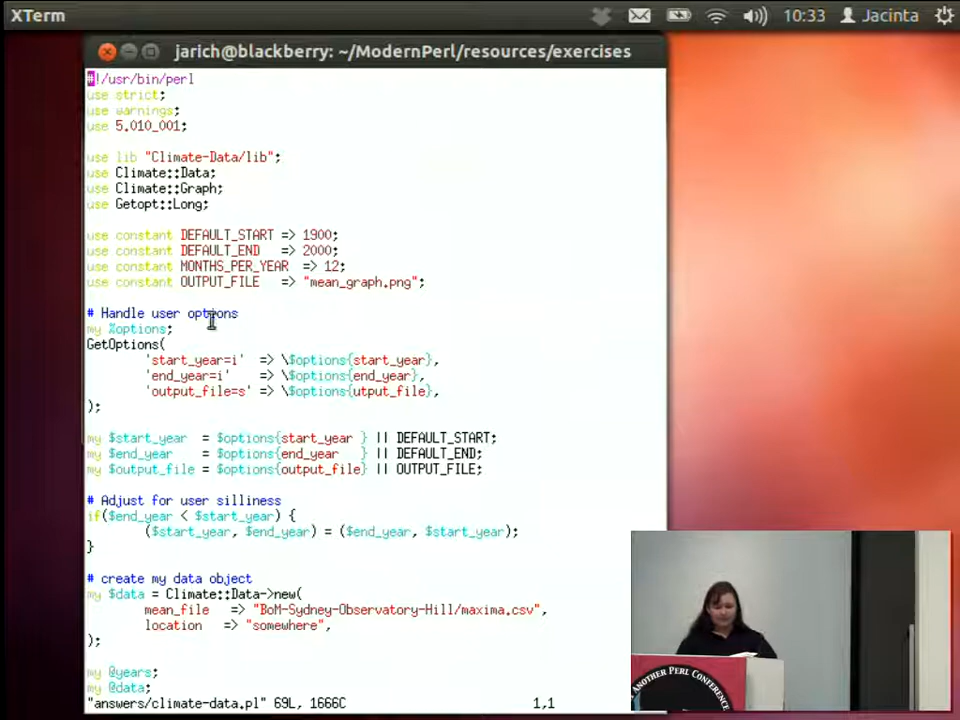 XTerm
10:33
Jacinta
jarich@blackberry: ~/ModernPerl/resources/exercises
#!/usr/bin/perl
use strict;
use warnings;
use 5.010_001;
use lib "Climate-Data/lib";
use Climate::Data;
use Climate::Graph;
use Getopt::Long;
use constant DEFAULT_START => 1900;
use constant DEFAULT_END => 2000;
use constant MONTHS_PER_YEAR => 12;
use constant OUTPUT_FILE => "mean_graph.png";
# Handle user options
my %options;
GetOptions(
'start_year=i' => \$options{start_year},
'end_year=i' => \$options{end_year},
'output_file=s' => \$options{utput_file},
);
my $start_year = $options{start_year } || DEFAULT_START;
my $end_year = $options{end_year } || DEFAULT_END;
my $output_file = $options{output_file} || OUTPUT_FILE;
# Adjust for user silliness
if($end_year < $start_year) {
($start_year, $end_year) = ($end_year, $start_year);
}
# create my data object
my $data = Climate::Data->new(
mean_file => "BoM-Sydney-Observatory-Hill/maxima.csv",
location => "somewhere",
);
my @years;
my @data;
"answers/climate-data.pl" 69L, 1666C 1,1
ANOTHER PERL CONFERENCE